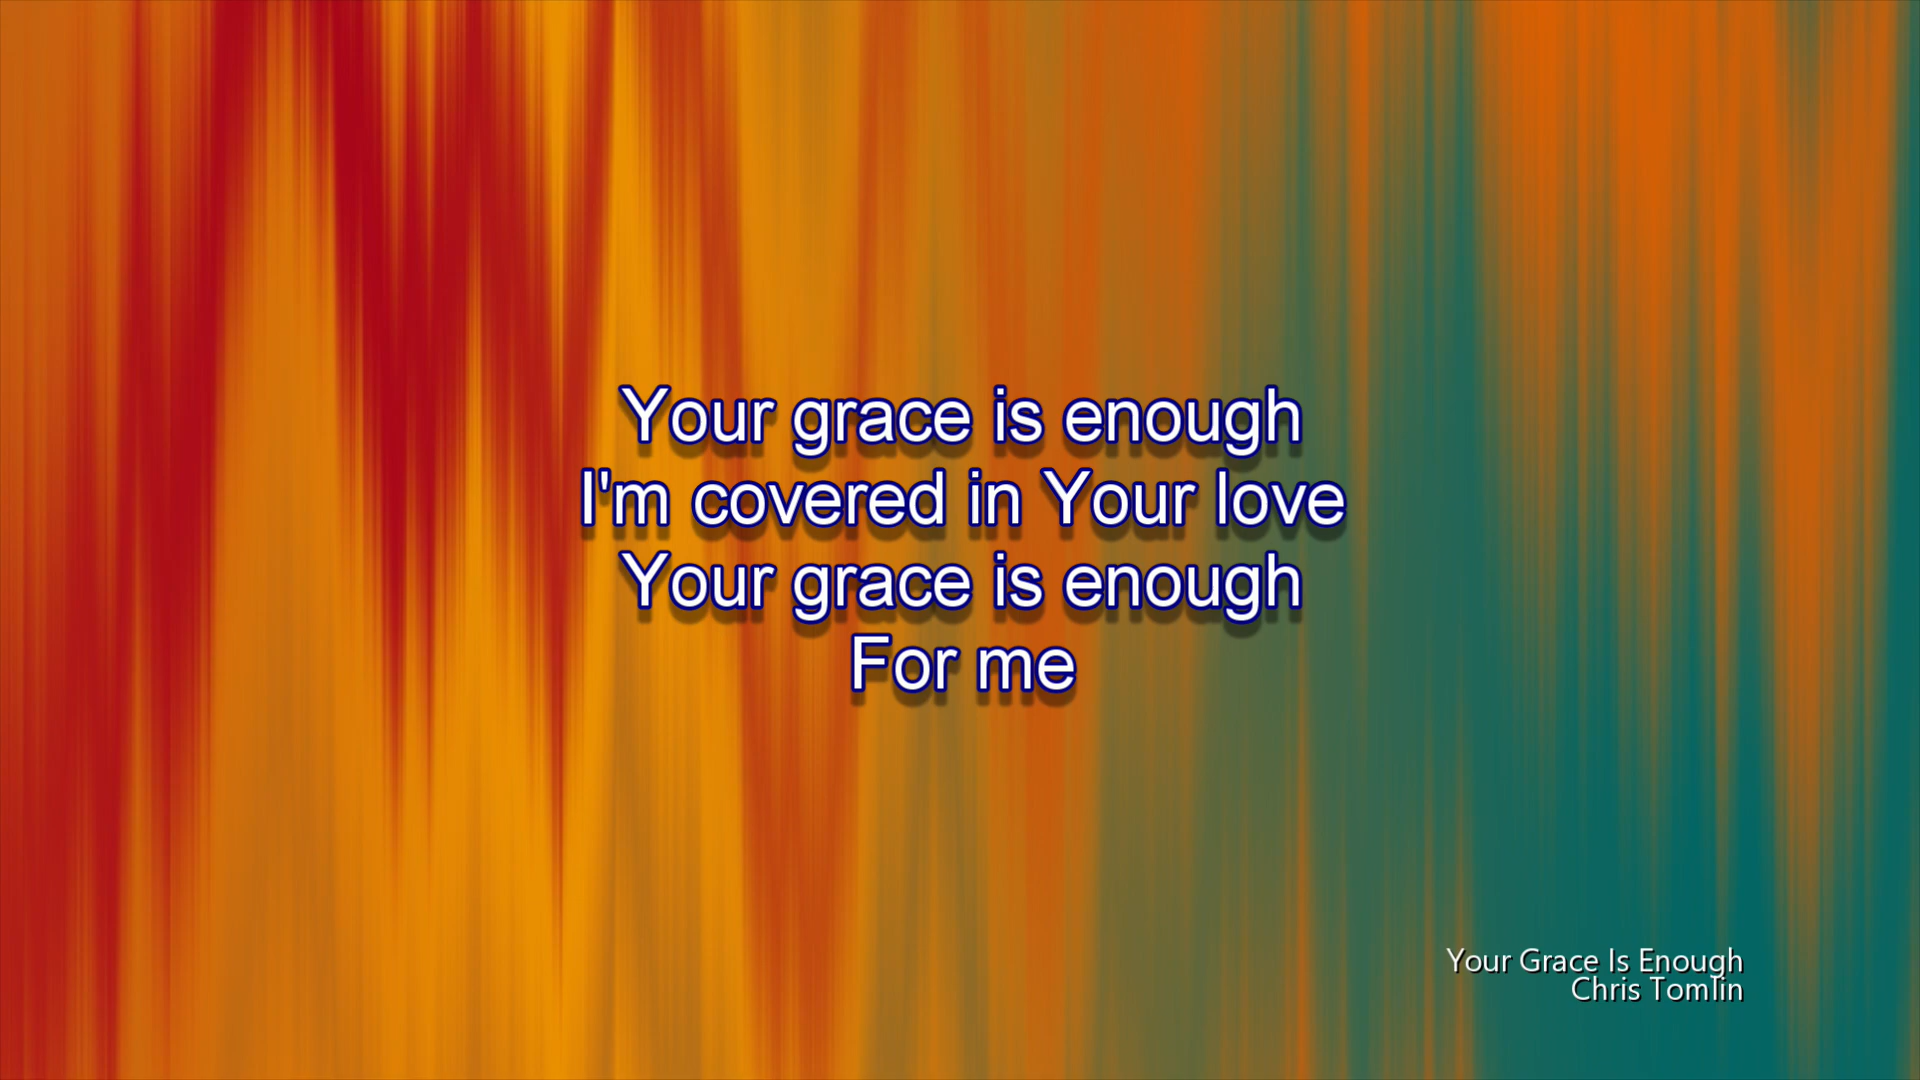 Your grace is enough
I'm covered in Your love
Your grace is enough
For me
Your Grace Is Enough
Chris Tomlin